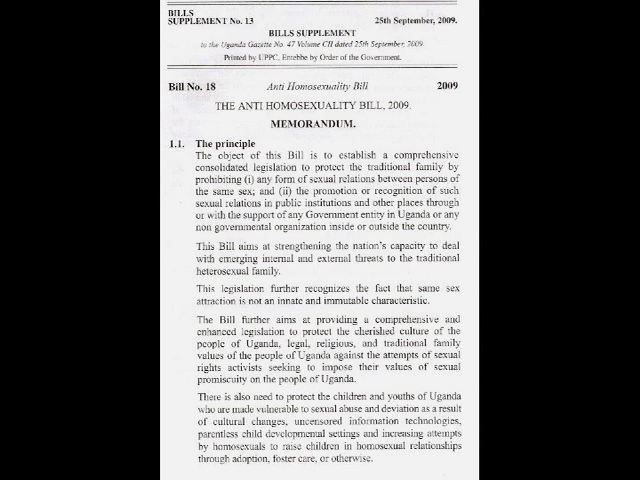 BILLS
SUPPLEMENT No. 13 25th September, 2009.
BILLS SUPPLEMENT
to the Uganda Gazette No. 47 Volume CII dated 25th September, 2009.
Printed by UPPC, Entebbe by Order of the Government.
Bill No. 18 Anti Homosexuality Bill 2009
THE ANTI HOMOSEXUALITY BILL, 2009.
MEMORANDUM.
1.1. The principle
The object of this Bill is to establish a comprehensive
consolidated legislation to protect the traditional family by
prohibiting (i) any form of sexual relations between persons of
the same sex; and (ii) the promotion or recognition of such
sexual relations in public institutions and other places through
or with the support of any Government entity in Uganda or any
non governmental organization inside or outside the country.
This Bill aims at strengthening the nation's capacity to deal
with emerging internal and external threats to the traditional
heterosexual family.
This legislation further recognizes the fact that same sex
attraction is not an innate and immutable characteristic.
The Bill further aims at providing a comprehensive and
enhanced legislation to protect the cherished culture of the
people of Uganda, legal, religious, and traditional family
values of the people of Uganda against the attempts of sexual
rights activists seeking to impose their values of sexual
promiscuity on the people of Uganda.
There is also need to protect the children and youths of Uganda
who are made vulnerable to sexual abuse and deviation as a result
of cultural changes, uncensored information technologies,
parentless child developmental settings and increasing attempts
by homosexuals to raise children in homosexual relationships
through adoption, foster care, or otherwise.